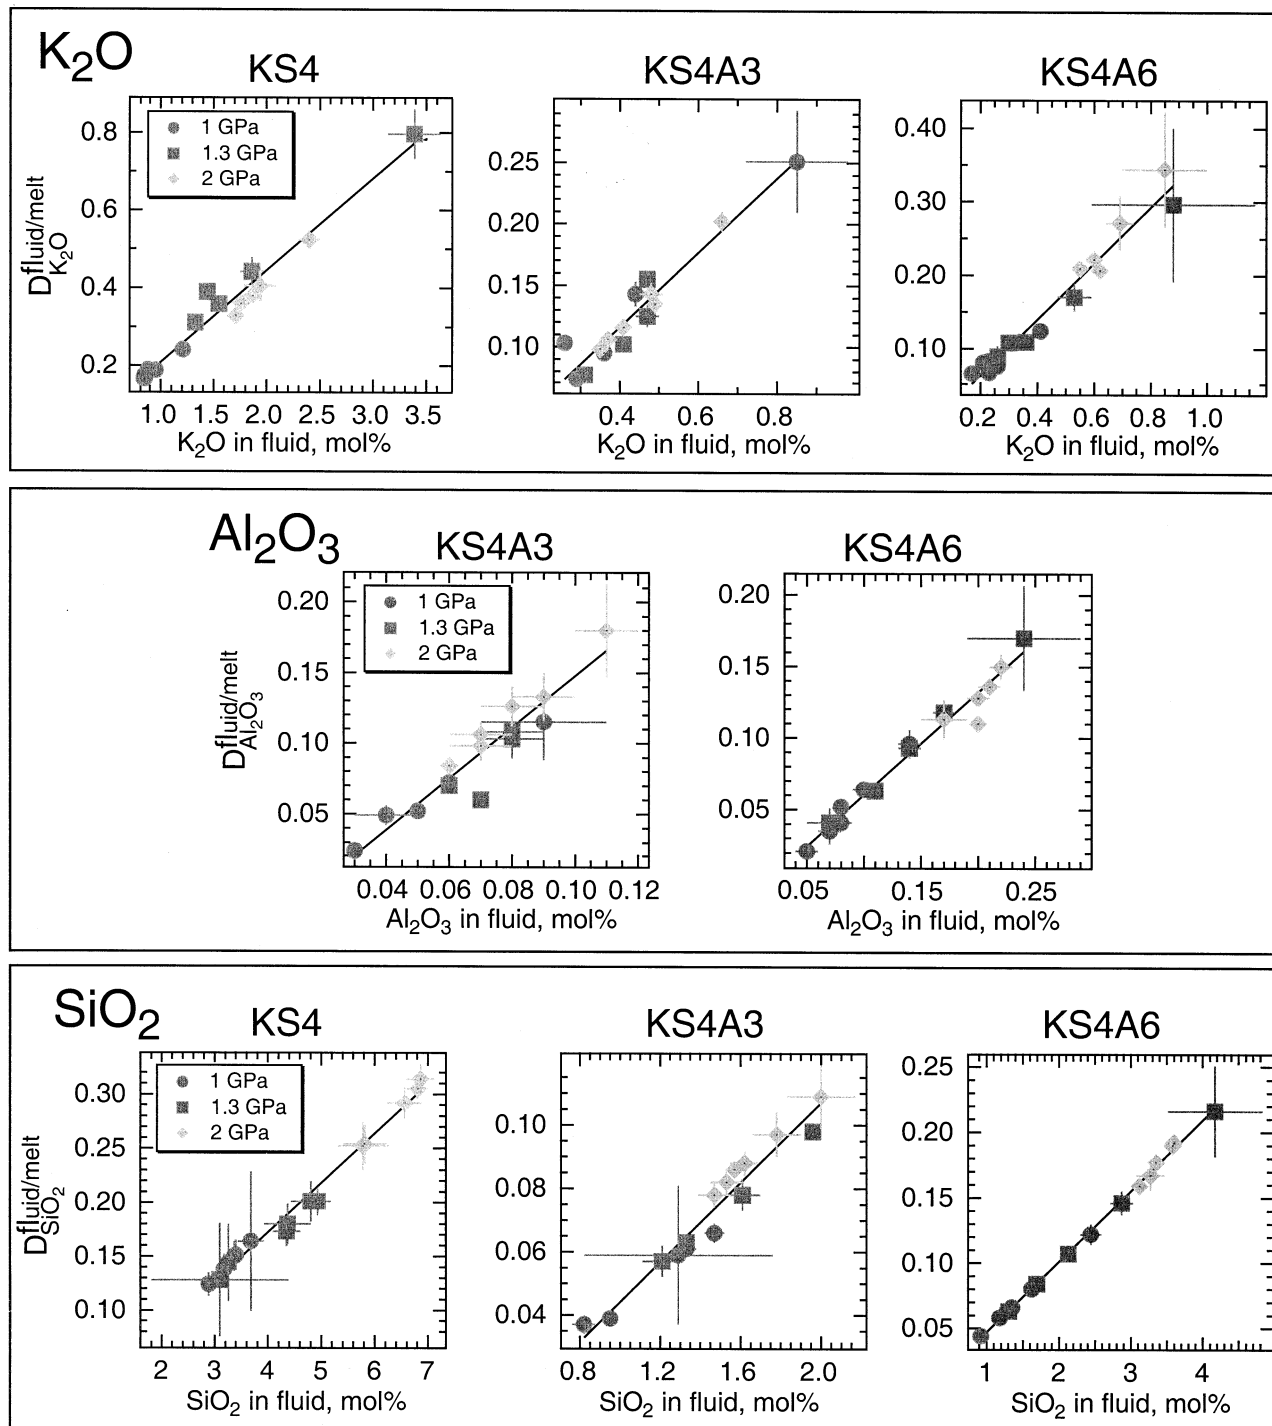 K₂O
KS4
KS4A3
KS4A6
1 GPa
1.3 GPa
2 GPa
D fluid/melt K₂O
0.8
0.6
0.4
0.2
1.0 1.5 2.0 2.5 3.0 3.5
K₂O in fluid, mol%
0.25
0.20
0.15
0.10
0.4 0.6 0.8
K₂O in fluid, mol%
0.40
0.30
0.20
0.10
0.2 0.4 0.6 0.8 1.0
K₂O in fluid, mol%
Al₂O₃
KS4A3
KS4A6
1 GPa
1.3 GPa
2 GPa
D fluid/melt Al₂O₃
0.20
0.15
0.10
0.05
0.04 0.06 0.08 0.10 0.12
Al₂O₃ in fluid, mol%
0.20
0.15
0.10
0.05
0.05 0.15 0.25
Al₂O₃ in fluid, mol%
SiO₂
KS4
KS4A3
KS4A6
1 GPa
1.3 GPa
2 GPa
D fluid/melt SiO₂
0.30
0.25
0.20
0.15
0.10
2 3 4 5 6 7
SiO₂ in fluid, mol%
0.10
0.08
0.06
0.04
0.8 1.2 1.6 2.0
SiO₂ in fluid, mol%
0.25
0.20
0.15
0.10
0.05
1 2 3 4
SiO₂ in fluid, mol%